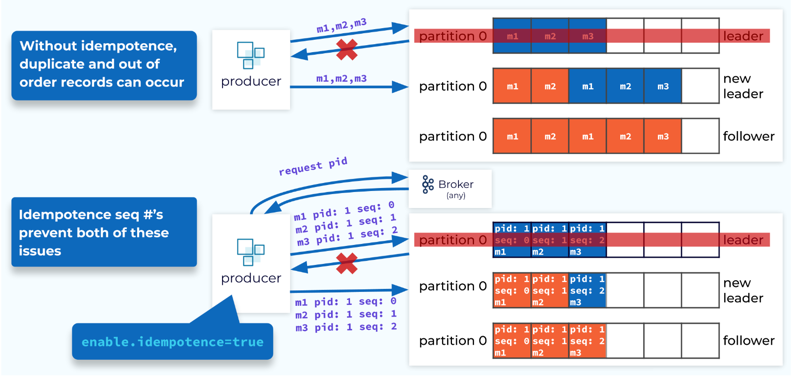 Without idempotence,
duplicate and out of
order records can occur
producer
m1,m2,m3
m1,m2,m3
partition 0
m1 m2 m3
leader
partition 0
m1 m2 m1 m2 m3
new
leader
partition 0
m1 m2 m1 m2 m3
follower
request pid
Broker
(any)
Idempotence seq #'s
prevent both of these
issues
producer
m1 pid: 1 seq: 0
m2 pid: 1 seq: 1
m3 pid: 1 seq: 2
m1 pid: 1 seq: 0
m2 pid: 1 seq: 1
m3 pid: 1 seq: 2
enable.idempotence=true
partition 0
pid: 1 pid: 1 pid: 1
seq: 0 seq: 1 seq: 2
m1 m2 m3
leader
partition 0
pid: 1 pid: 1 pid: 1
seq: 0 seq: 1 seq: 2
m1 m2 m3
new
leader
partition 0
pid: 1 pid: 1 pid: 1
seq: 0 seq: 1 seq: 2
m1 m2 m3
follower